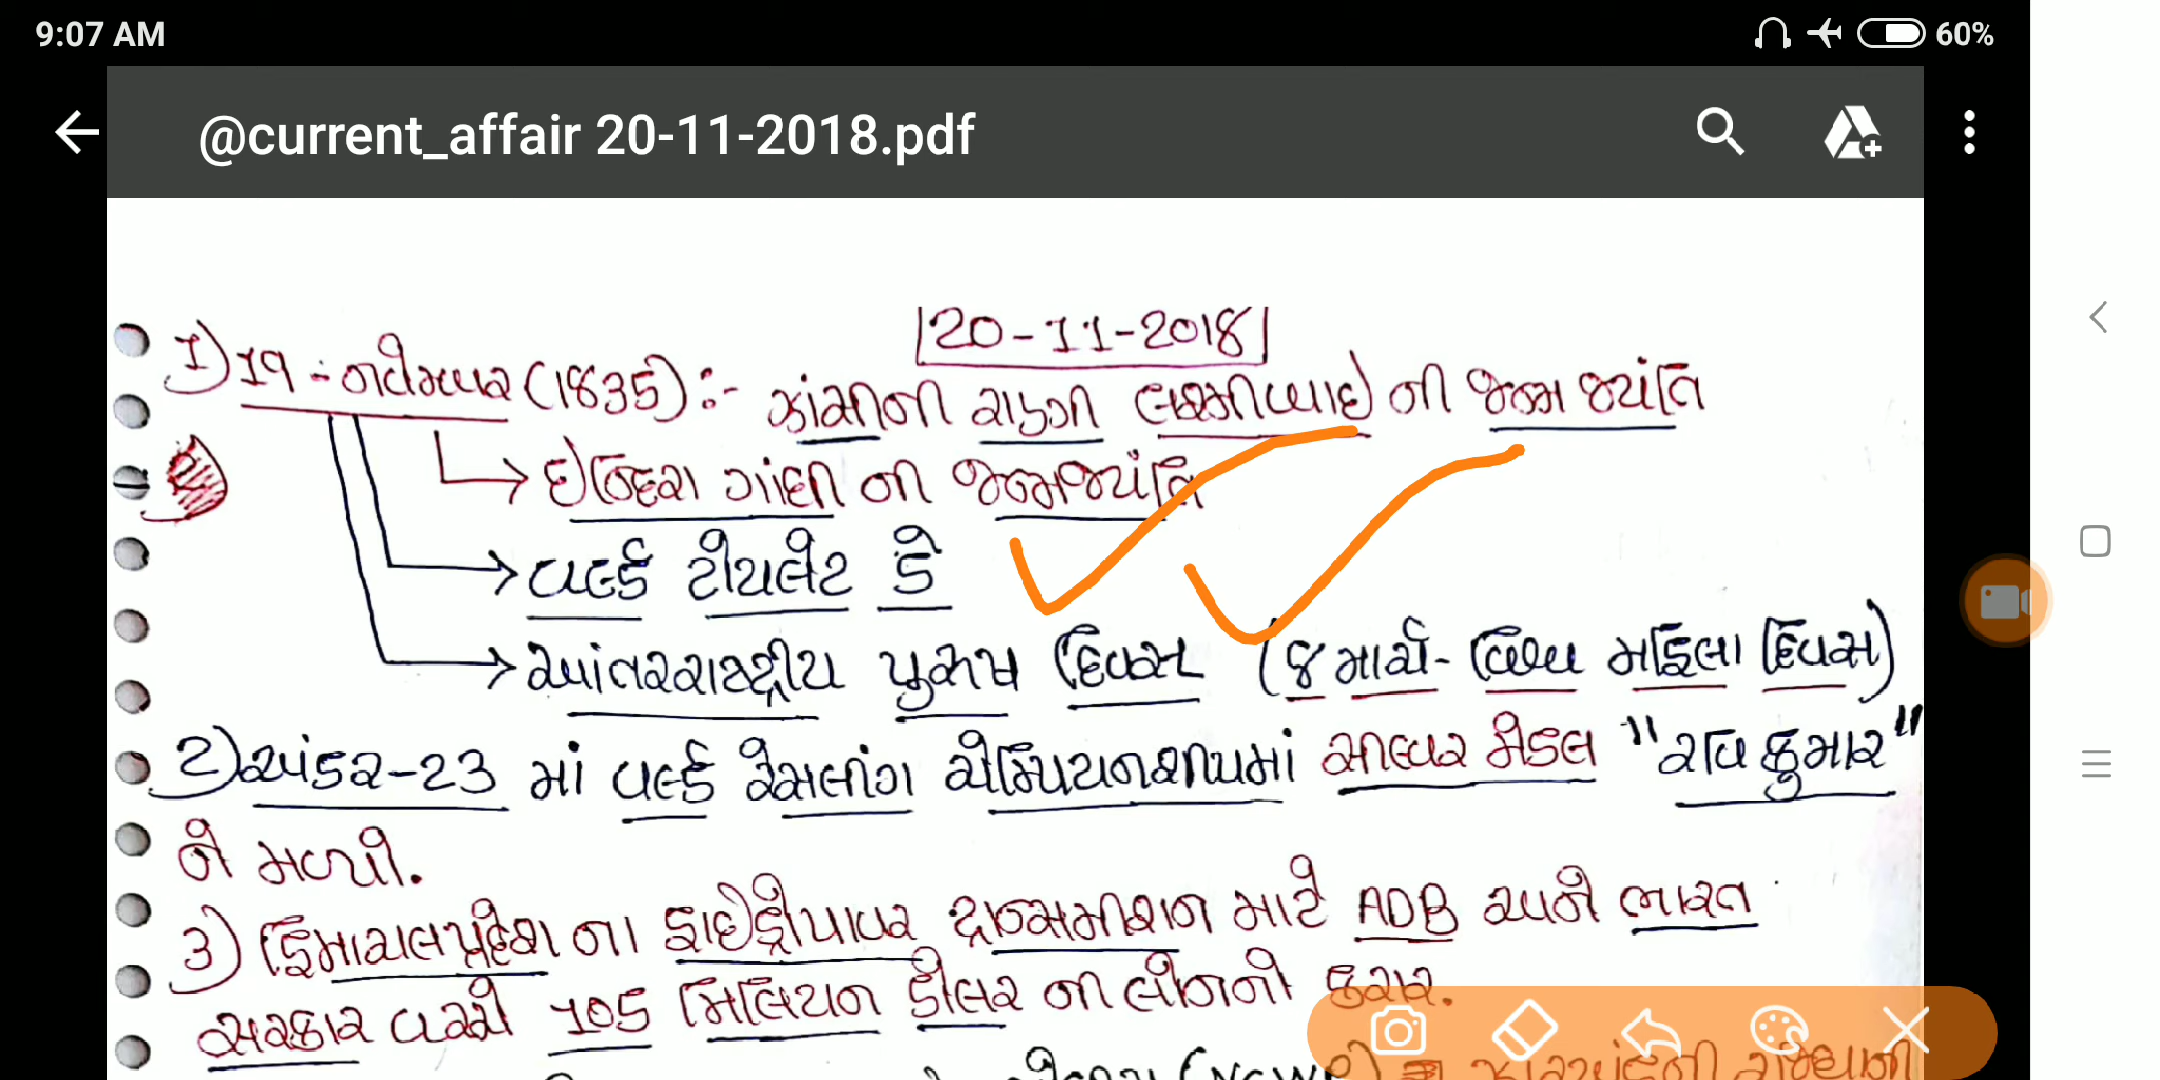 9:07 AM 60%
@current_affair 20-11-2018.pdf
20-11-2018
1) 19 - નવેમ્બર (1835) :- ઝાંસીની રાણી લક્ષ્મીબાઈ ની જન્મ જયંતિ
ઈન્દિરા ગાંધી ની જન્મજયંતિ
વર્લ્ડ ટોયલેટ ડે
આંતરરાષ્ટ્રીય પુરુષ દિવસ (8 માર્ચ - વિશ્વ મહિલા દિવસ)
2) અંડર-23 માં વર્લ્ડ રેસલીંગ ચેમ્પિયનશીપમાં સીલ્વર મેડલ "રવિ કુમાર"
ને મળ્યો.
3) હિમાચલપ્રદેશ ના હાઈડ્રોપાવર ટ્રાન્સમીશન માટે ADB અને ભારત
સરકાર વચ્ચે 105 મિલિયન ડોલર ની લોનનો કરાર.